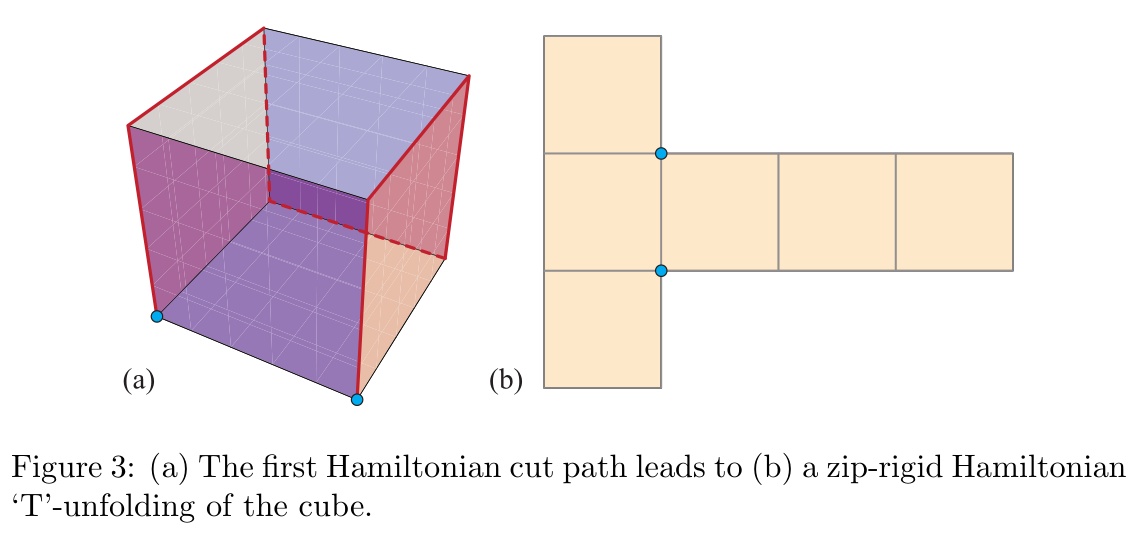 (a)
(b)
Figure 3: (a) The first Hamiltonian cut path leads to (b) a zip-rigid Hamiltonian
‘T’-unfolding of the cube.